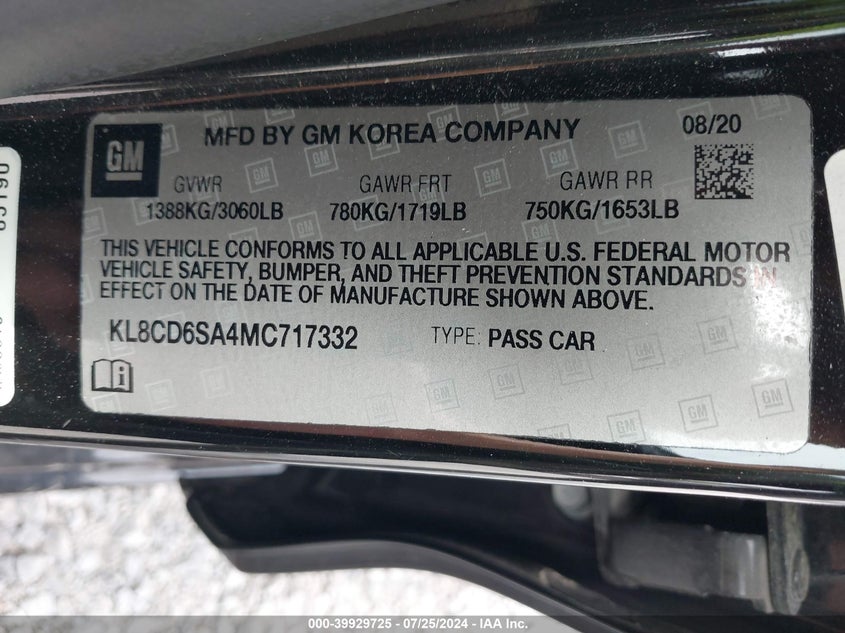 GM
MFD BY GM KOREA COMPANY
08/20
GVWR
1388KG/3060LB
GAWR FRT
780KG/1719LB
GAWR RR
750KG/1653LB
THIS VEHICLE CONFORMS TO ALL APPLICABLE U.S. FEDERAL MOTOR
VEHICLE SAFETY, BUMPER, AND THEFT PREVENTION STANDARDS IN
EFFECT ON THE DATE OF MANUFACTURE SHOWN ABOVE.
KL8CD6SA4MC717332
TYPE: PASS CAR
000-39929725 - 07/25/2024 - IAA Inc.